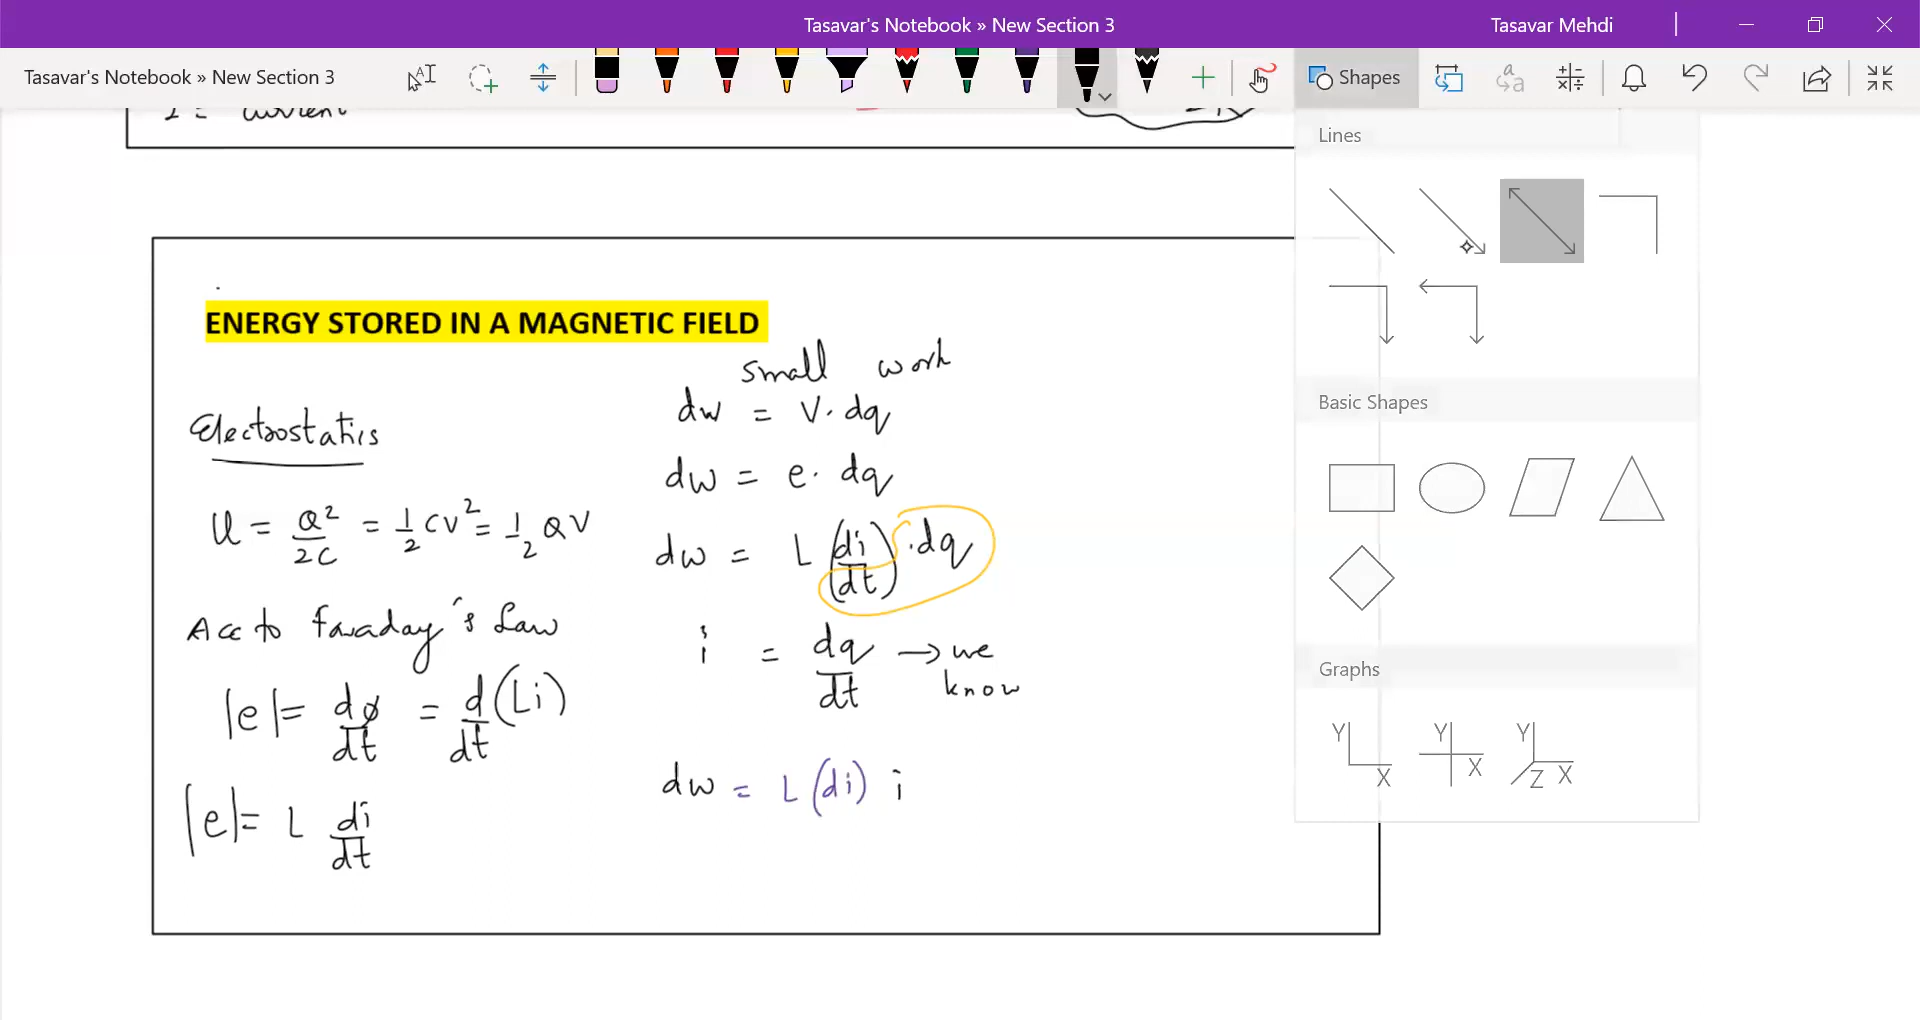 Tasavar's Notebook » New Section 3
Tasavar Mehdi
Tasavar's Notebook » New Section 3
Shapes
I = current
Lines
Basic Shapes
Graphs
Y X
Y X
Y Z X
ENERGY STORED IN A MAGNETIC FIELD
Electrostatics
U = Q²/2C = 1/2 CV² = 1/2 QV
Acc to Faraday's Law
|e| = dφ/dt = d/dt (Li)
|e| = L di/dt
small work
dw = V. dq
dw = e. dq
dw = L (di/dt) . dq
i = dq/dt → we
know
dw = L (di) i